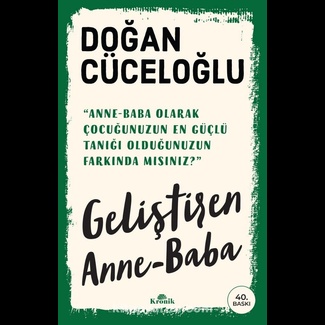 DOĞAN
CÜCELOĞLU
“ANNE-BABA OLARAK
ÇOCUĞUNUZUN EN GÜÇLÜ
TANIĞI OLDUĞUNUZUN
FARKINDA MISINIZ?”
Geliştiren
Anne-Baba
Kronik
40.
BASKI